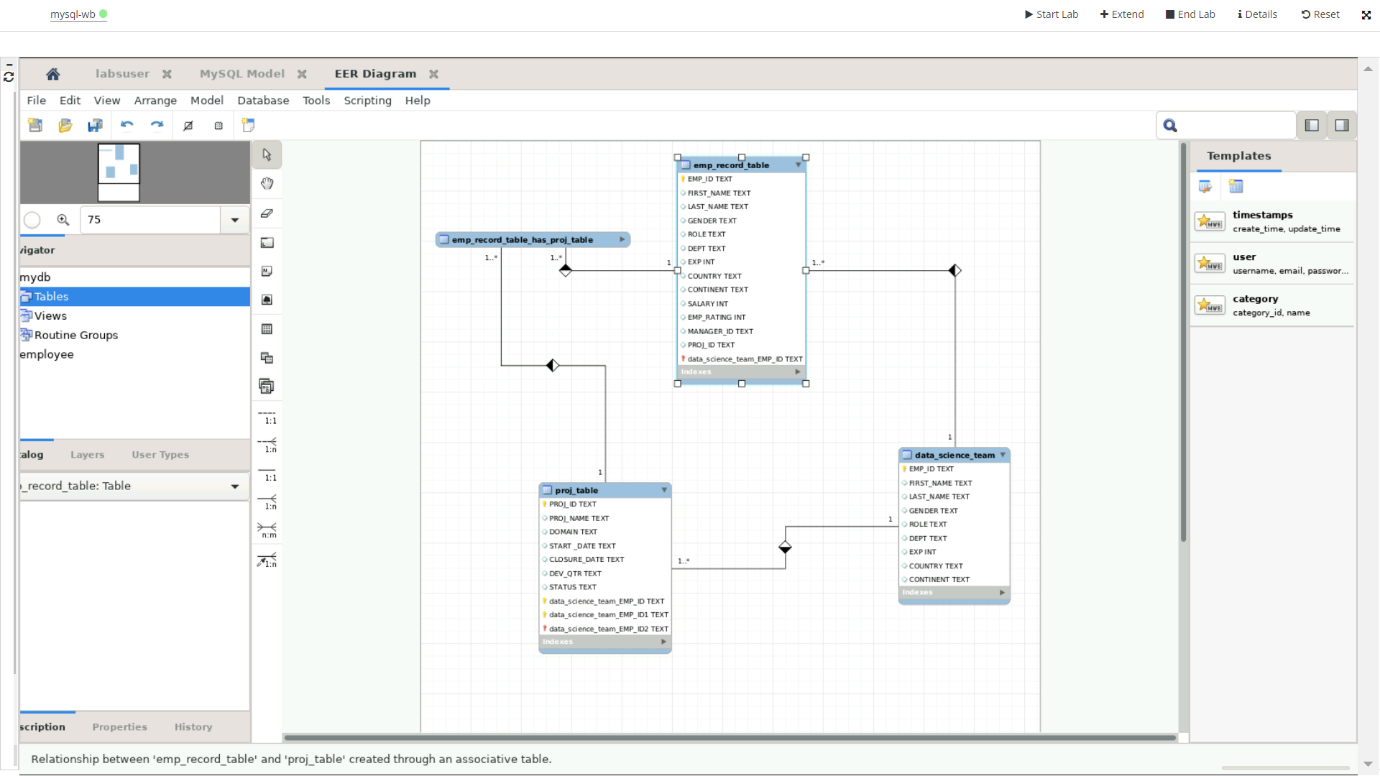 mysql-wb
Start Lab Extend End Lab Details Reset
labsuser MySQL Model EER Diagram
File Edit View Arrange Model Database Tools Scripting Help
75
vigator
mydb
Tables
Views
Routine Groups
employee
alog Layers User Types
_record_table: Table
scription Properties History
1:1
1:n
1:1
1:n
n:m
1:n
emp_record_table_has_proj_table
1..*
1..*
1
emp_record_table
EMP_ID TEXT
FIRST_NAME TEXT
LAST_NAME TEXT
GENDER TEXT
ROLE TEXT
DEPT TEXT
EXP INT
COUNTRY TEXT
CONTINENT TEXT
SALARY INT
EMP_RATING INT
MANAGER_ID TEXT
PROJ_ID TEXT
data_science_team_EMP_ID TEXT
Indexes
1..*
1
1
proj_table
PROJ_ID TEXT
PROJ_NAME TEXT
DOMAIN TEXT
START _DATE TEXT
CLOSURE_DATE TEXT
DEV_QTR TEXT
STATUS TEXT
data_science_team_EMP_ID TEXT
data_science_team_EMP_ID1 TEXT
data_science_team_EMP_ID2 TEXT
Indexes
1..*
1
data_science_team
EMP_ID TEXT
FIRST_NAME TEXT
LAST_NAME TEXT
GENDER TEXT
ROLE TEXT
DEPT TEXT
EXP INT
COUNTRY TEXT
CONTINENT TEXT
Indexes
Templates
timestamps
create_time, update_time
user
username, email, passwor...
category
category_id, name
Relationship between 'emp_record_table' and 'proj_table' created through an associative table.